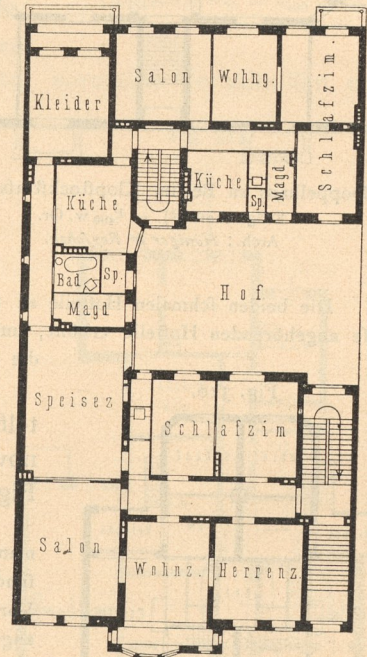 Salon
Wohng.
Schlafzim.
Kleider
Küche
Küche
Sp.
Magd
Bad
Sp.
Magd
Hof
Speisez
Schlafzim
Salon
Wohnz.
Herrenz.